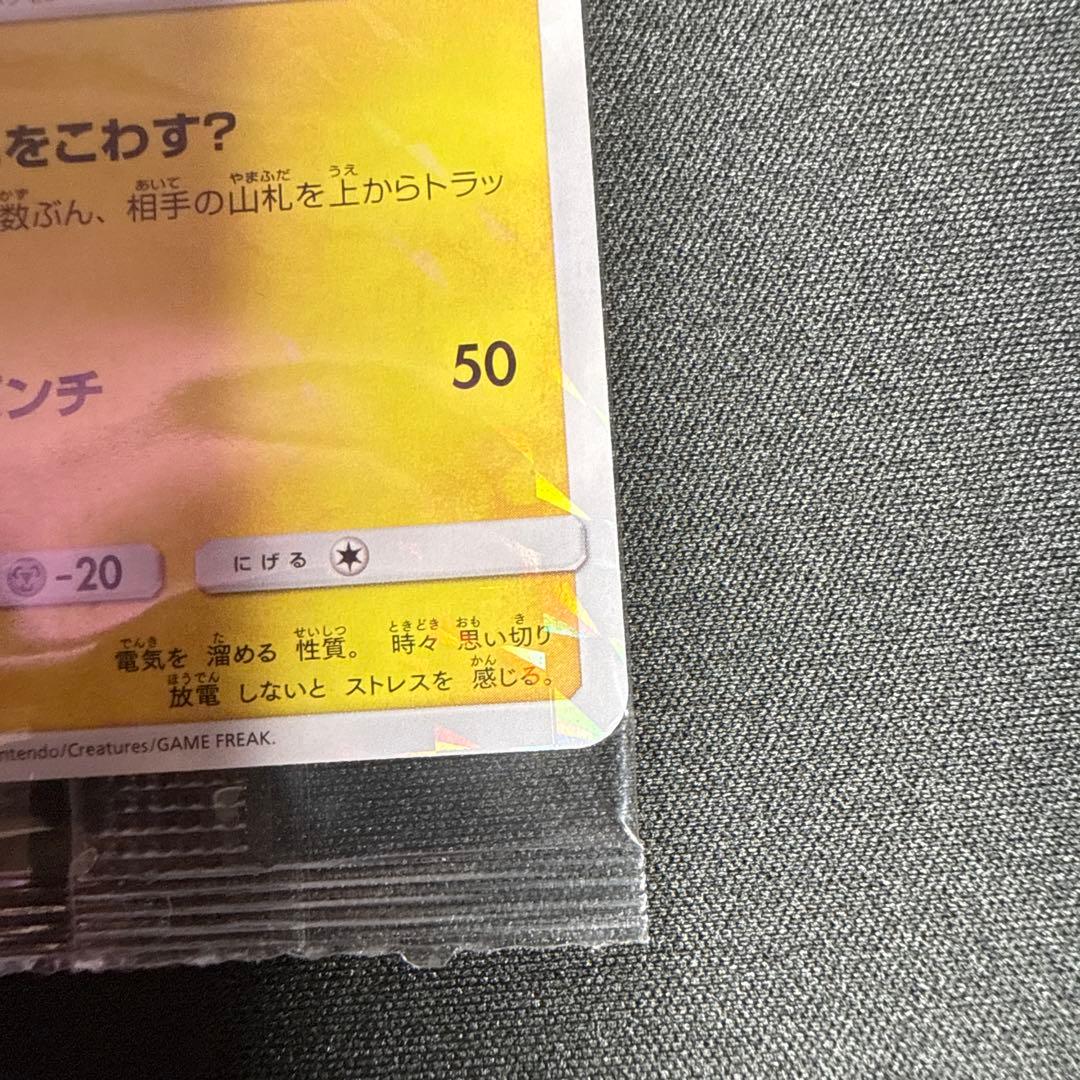 をこわす?
数ぶん、相手の山札を上からトラッ
ンチ
50
-20
にげる
電気を 溜める 性質。 時々 思い切り
放電 しないと ストレスを 感じる。
ntendo/Creatures/GAME FREAK.